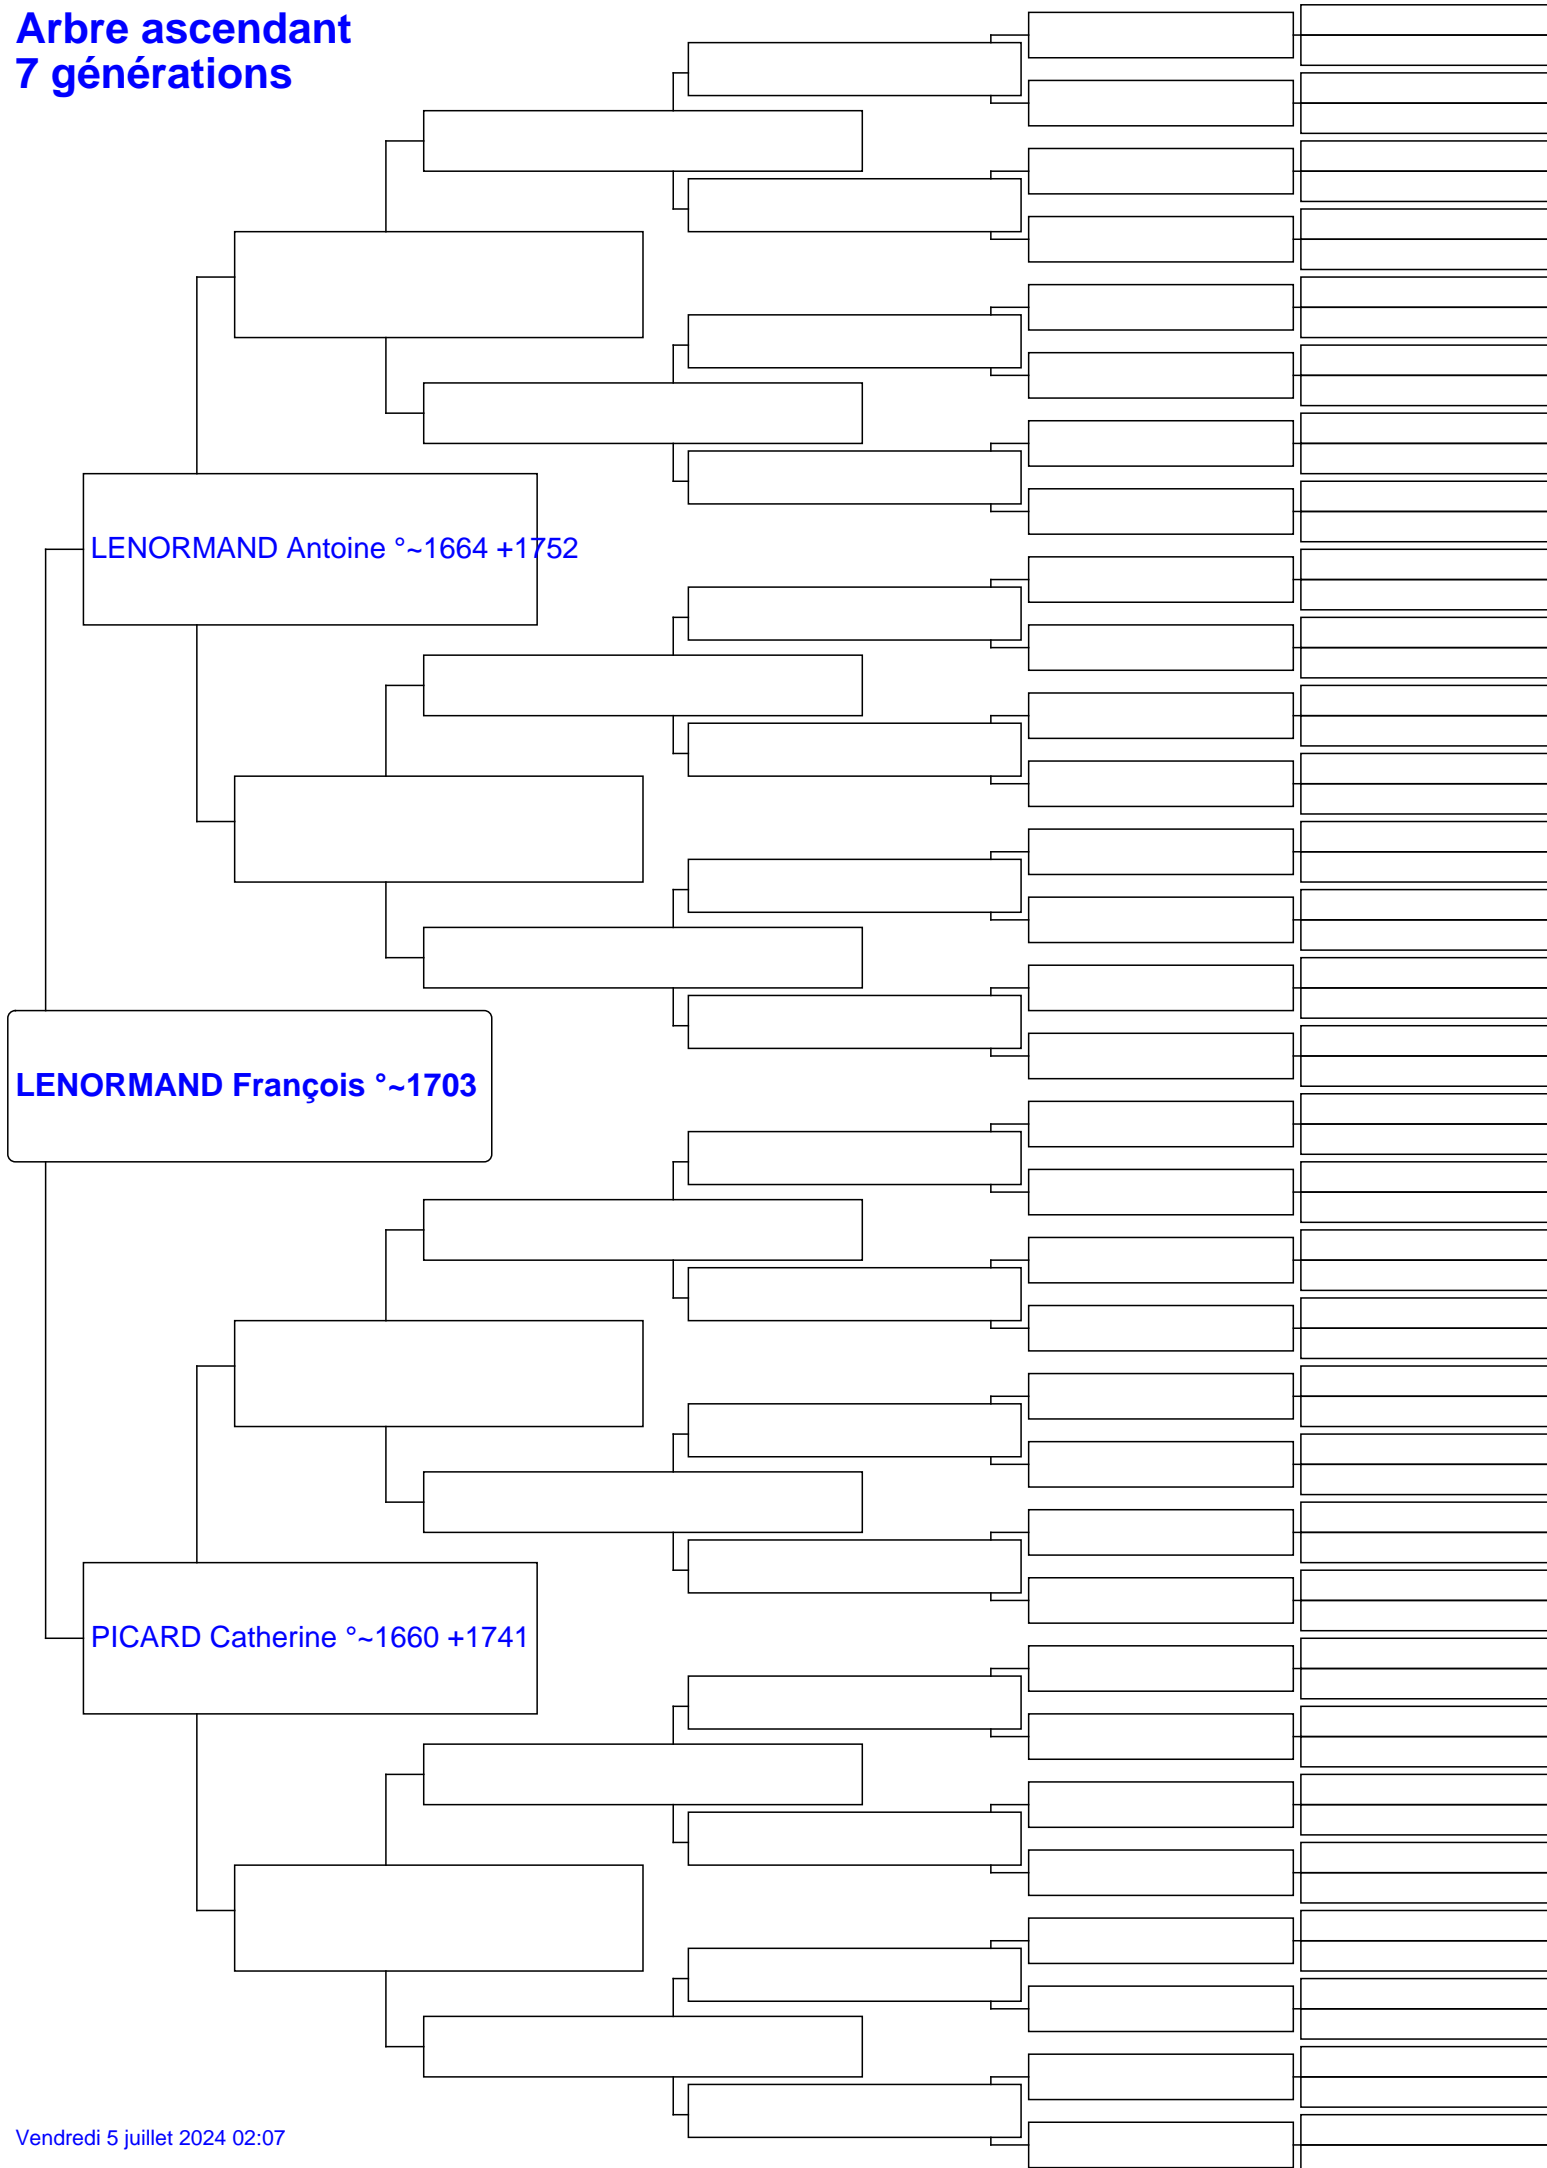 Arbre ascendant
7 générations
LENORMAND Antoine °~1664 +1752
LENORMAND François °~1703
PICARD Catherine °~1660 +1741
Vendredi 5 juillet 2024 02:07